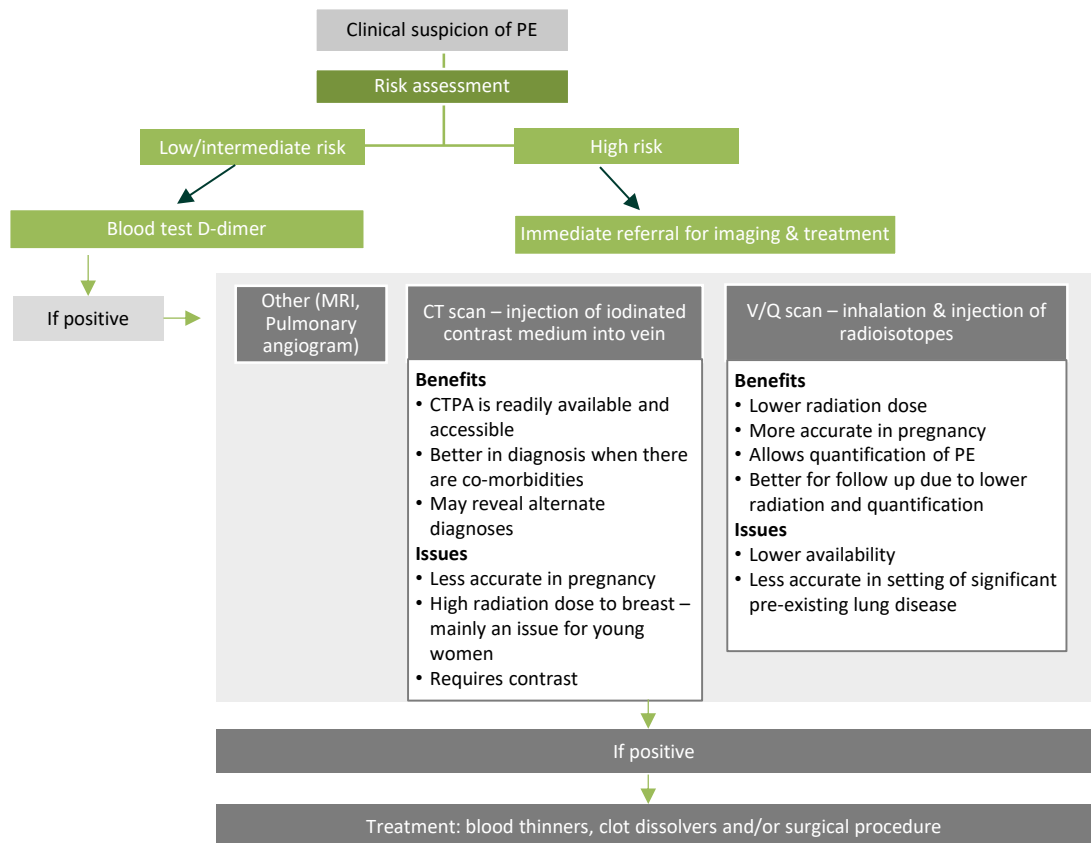 Clinical suspicion of PE
Risk assessment
Low/intermediate risk
High risk
Blood test D-dimer
Immediate referral for imaging & treatment
If positive
Other (MRI,
Pulmonary
angiogram)
CT scan – injection of iodinated
contrast medium into vein
Benefits
• CTPA is readily available and
accessible
• Better in diagnosis when there
are co-morbidities
• May reveal alternate
diagnoses
Issues
• Less accurate in pregnancy
• High radiation dose to breast –
mainly an issue for young
women
• Requires contrast
V/Q scan – inhalation & injection of
radioisotopes
Benefits
• Lower radiation dose
• More accurate in pregnancy
• Allows quantification of PE
• Better for follow up due to lower
radiation and quantification
Issues
• Lower availability
• Less accurate in setting of significant
pre-existing lung disease
If positive
Treatment: blood thinners, clot dissolvers and/or surgical procedure